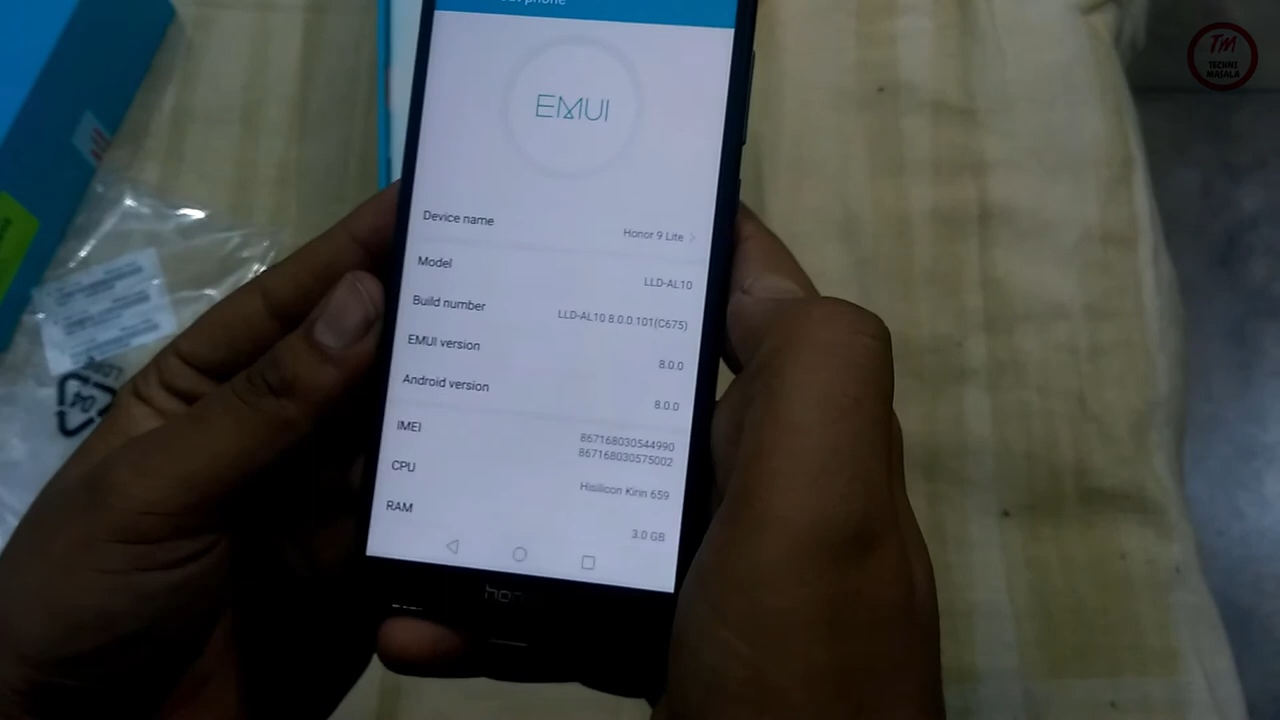 TM
TECHNI
MASALA
phone
EMUI
Device name
Honor 9 Lite
Model
LLD-AL10
Build number
LLD-AL10 8.0.0.101(C675)
EMUI version
8.0.0
Android version
8.0.0
IMEI
867168030544990
867168030575002
CPU
Hisilicon Kirin 659
RAM
3.0 GB
04